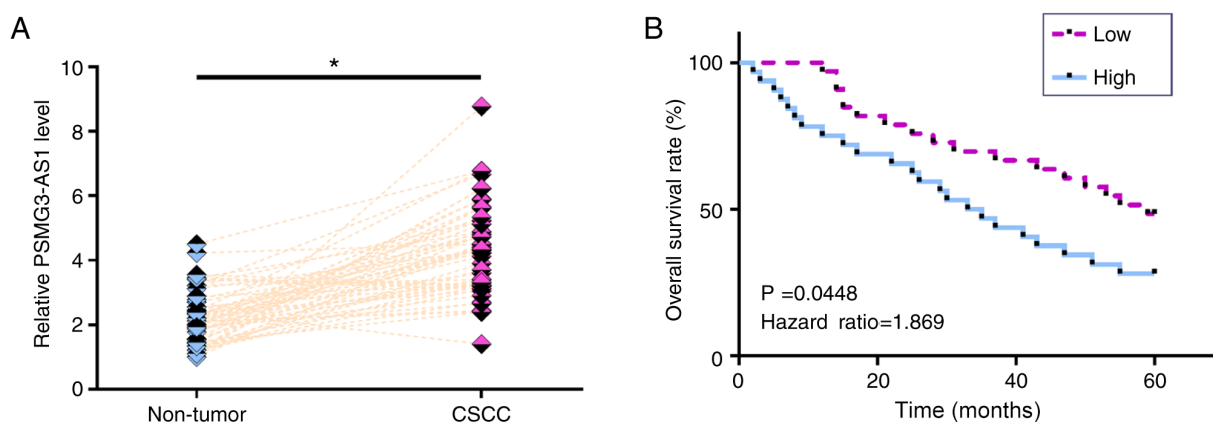 A
Relative PSMG3-AS1 level
10
8
6
4
2
0
*
Non-tumor
CSCC
B
Overall survival rate (%)
100
50
0
Low
High
P =0.0448
Hazard ratio=1.869
0
20
40
60
Time (months)